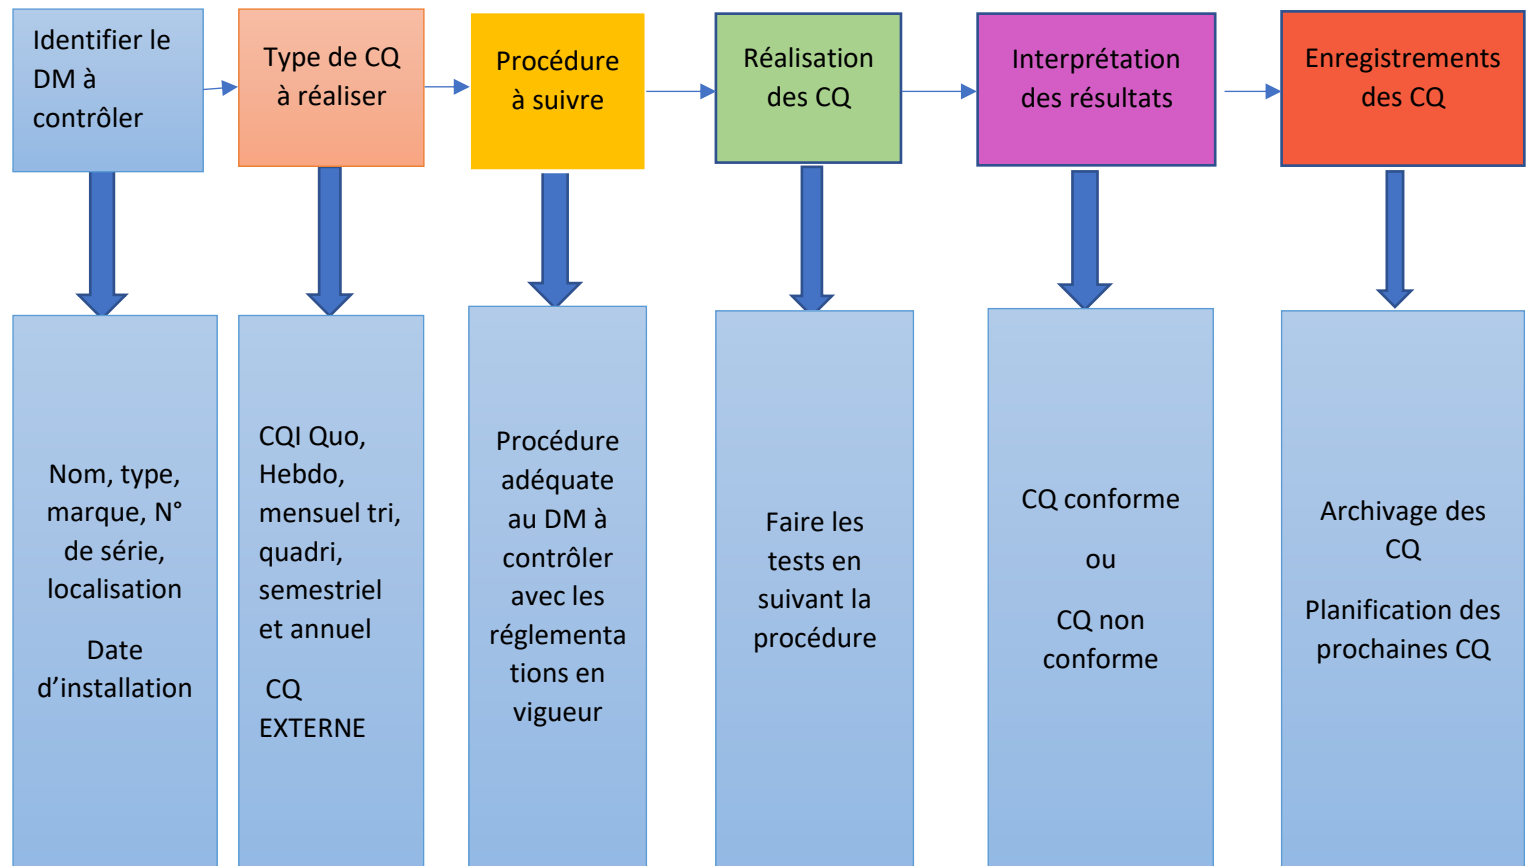 Identifier le
DM à
contrôler
Type de CQ
à réaliser
Procédure
à suivre
Réalisation
des CQ
Interprétation
des résultats
Enregistrements
des CQ
Nom, type,
marque, N°
de série,
localisation
Date
d’installation
CQI Quo,
Hebdo,
mensuel tri,
quadri,
semestriel
et annuel
CQ
EXTERNE
Procédure
adéquate
au DM à
contrôler
avec les
réglementa
tions en
vigueur
Faire les
tests en
suivant la
procédure
CQ conforme
ou
CQ non
conforme
Archivage des
CQ
Planification des
prochaines CQ